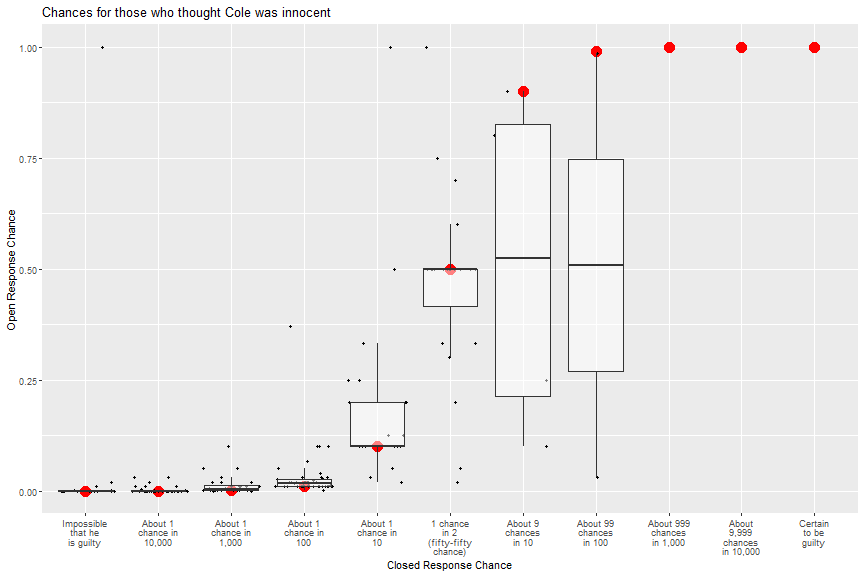 Chances for those who thought Cole was innocent
Open Response Chance
1.00
0.75
0.50
0.25
0.00
Impossible
that he
is guilty
About 1
chance in
10,000
About 1
chance in
1,000
About 1
chance in
100
About 1
chance in
10
1 chance
in 2
(fifty-fifty
chance)
About 9
chances
in 10
About 99
chances
in 100
About 999
chances
in 1,000
About
9,999
chances
in 10,000
Certain
to be
guilty
Closed Response Chance